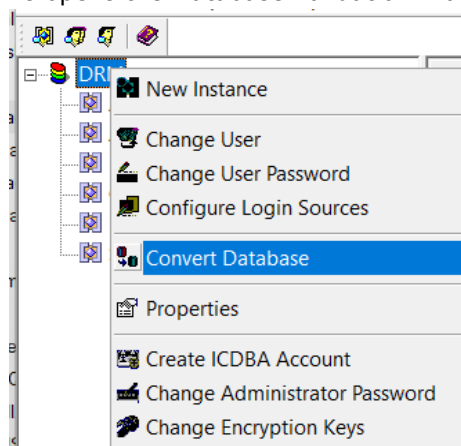 DRM
New Instance
Change User
Change User Password
Configure Login Sources
Convert Database
Properties
Create ICDBA Account
Change Administrator Password
Change Encryption Keys